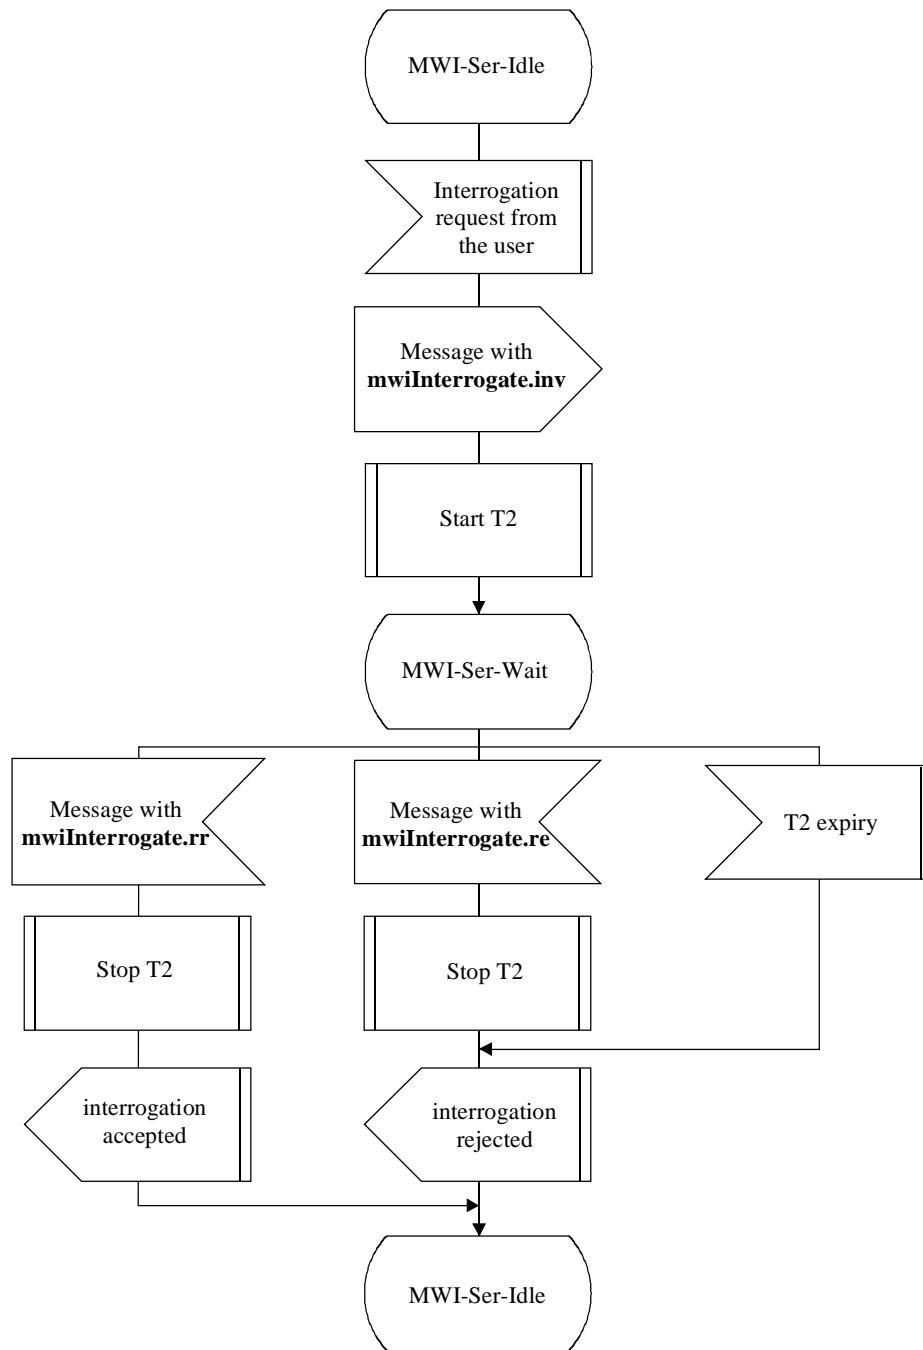 MWI-Ser-Idle
Interrogation
request from
the user
Message with
mwiInterrogate.inv
Start T2
MWI-Ser-Wait
Message with
mwiInterrogate.rr
Message with
mwiInterrogate.re
T2 expiry
Stop T2
Stop T2
interrogation
accepted
interrogation
rejected
MWI-Ser-Idle